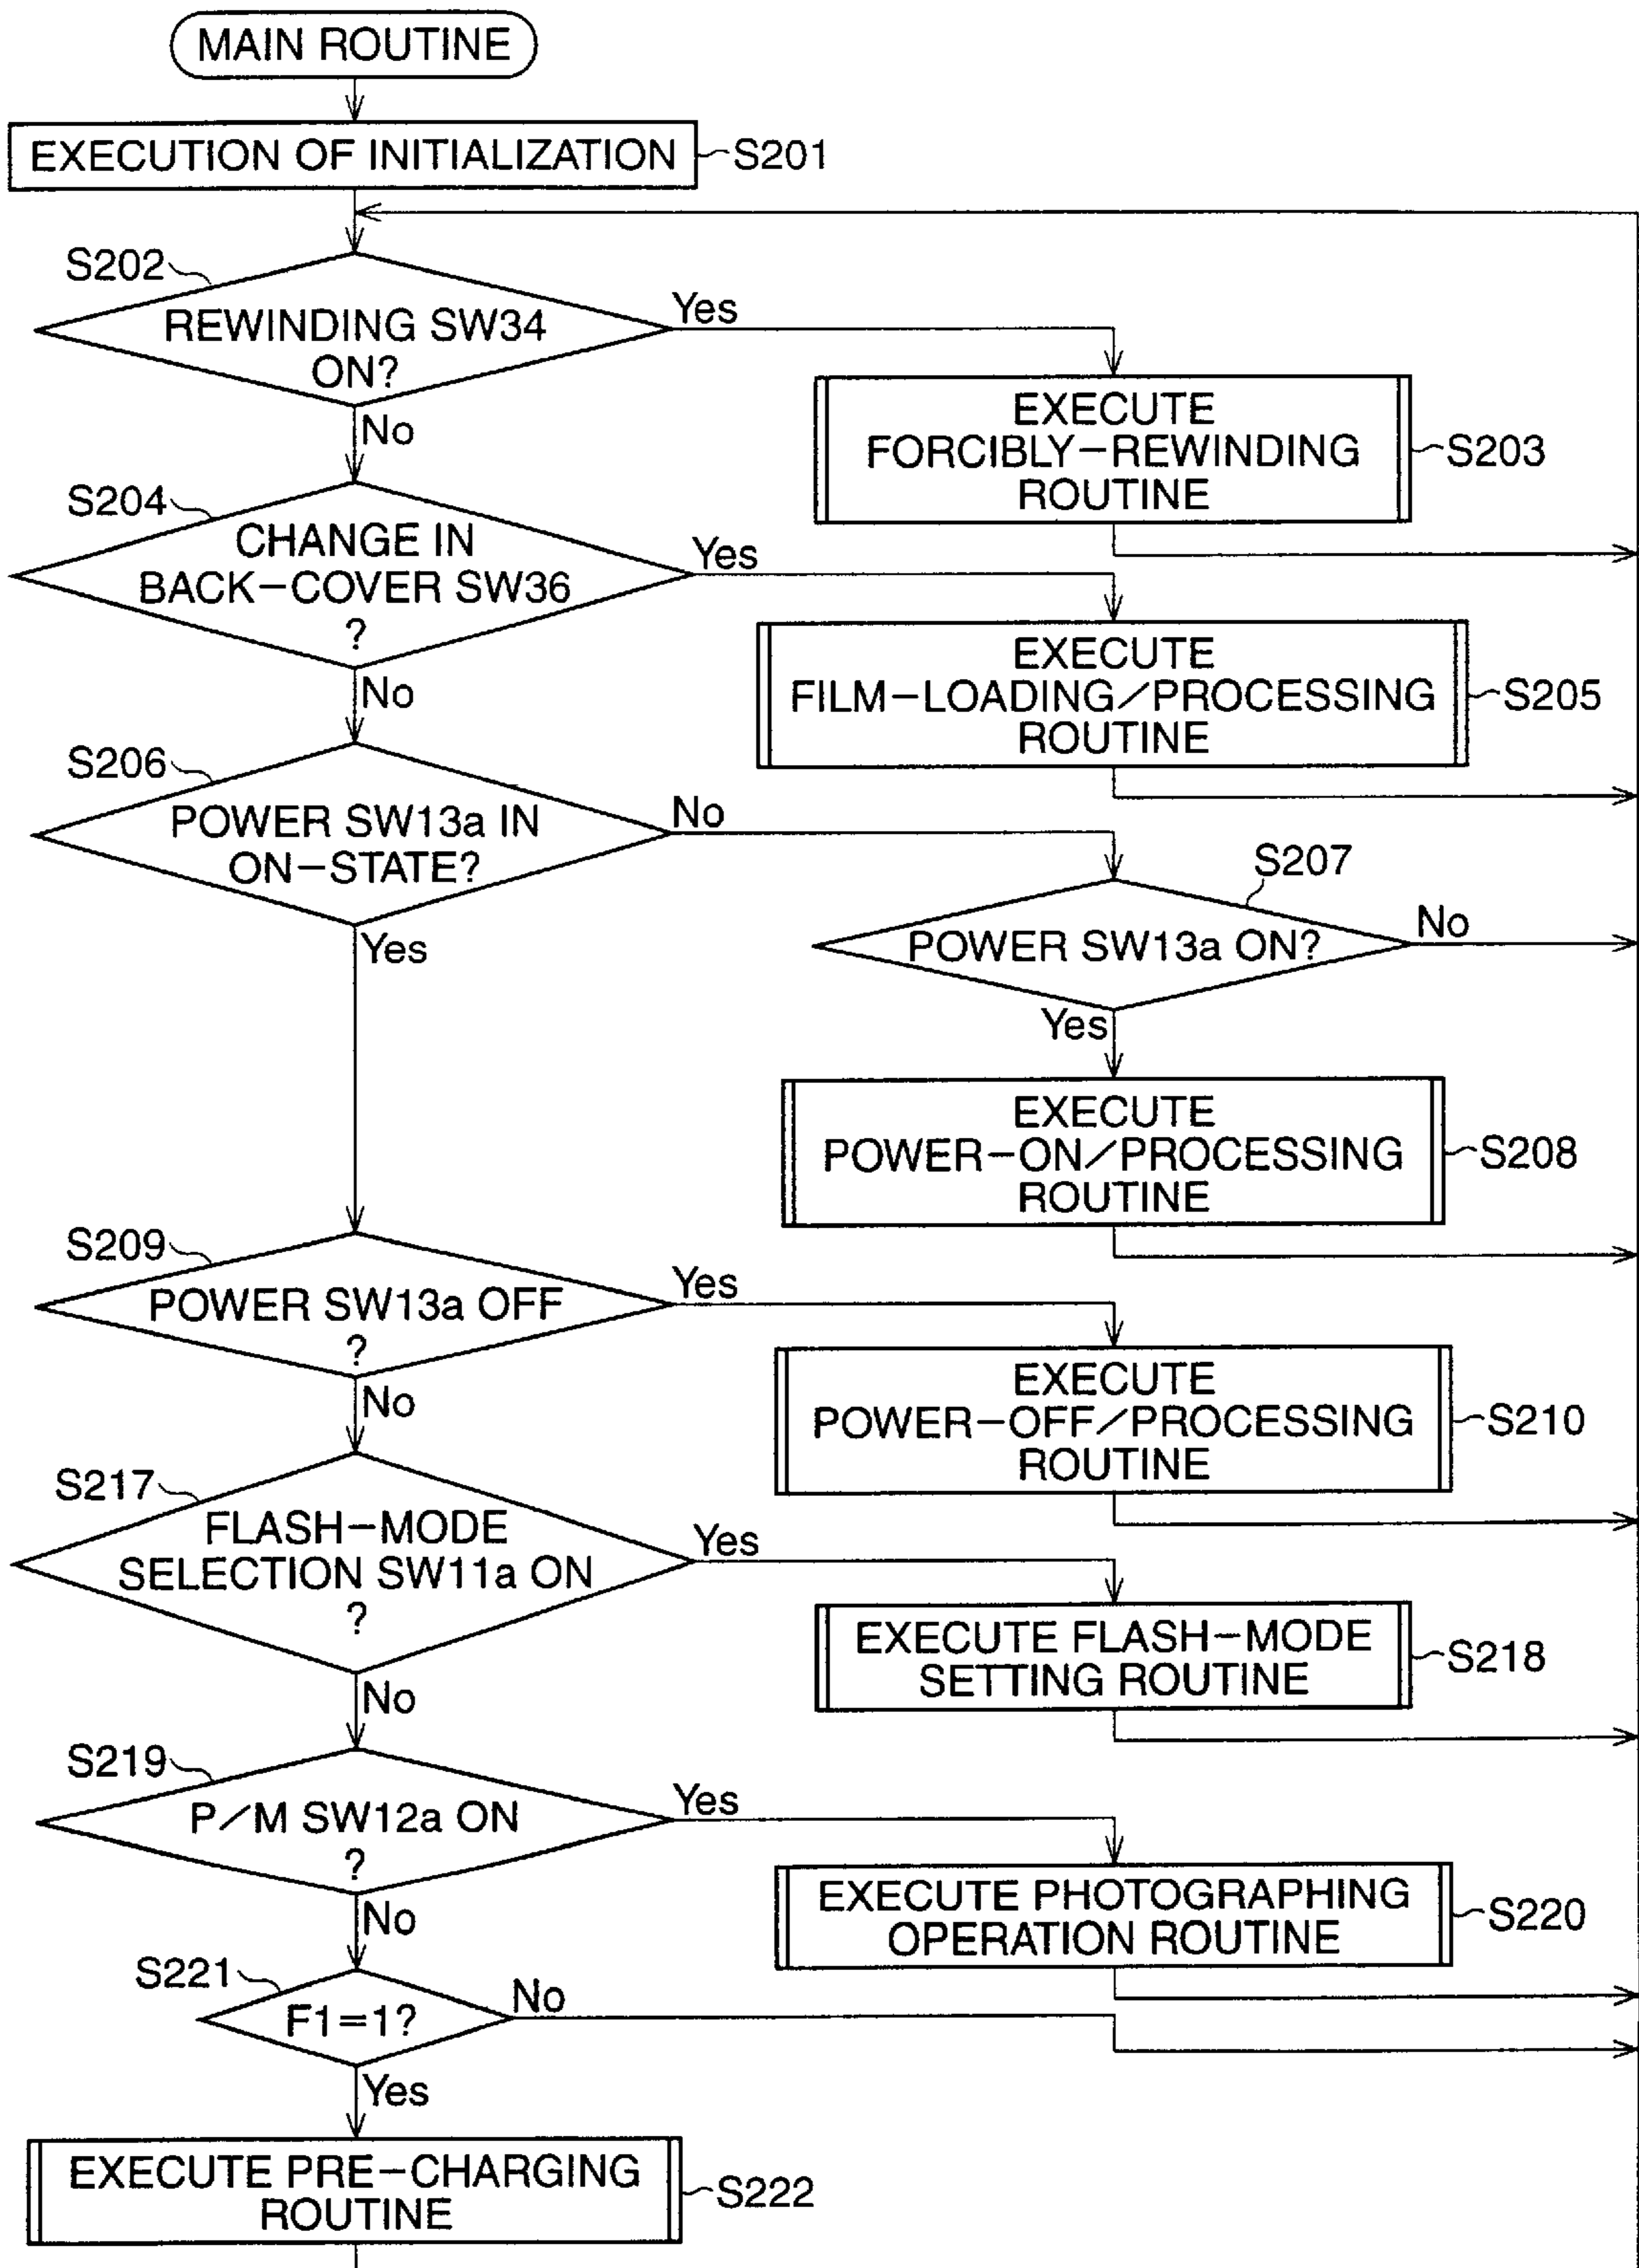 MAIN ROUTINE
EXECUTION OF INITIALIZATION
S201
S202
REWINDING SW34
ON?
Yes
No
EXECUTE
FORCIBLY-REWINDING
ROUTINE
S203
S204
CHANGE IN
BACK-COVER SW36
?
Yes
No
EXECUTE
FILM-LOADING/PROCESSING
ROUTINE
S205
S206
POWER SW13a IN
ON-STATE?
No
Yes
S207
POWER SW13a ON?
No
Yes
EXECUTE
POWER-ON/PROCESSING
ROUTINE
S208
S209
POWER SW13a OFF
?
Yes
No
EXECUTE
POWER-OFF/PROCESSING
ROUTINE
S210
S217
FLASH-MODE
SELECTION SW11a ON
?
Yes
No
EXECUTE FLASH-MODE
SETTING ROUTINE
S218
S219
P/M SW12a ON
?
Yes
No
EXECUTE PHOTOGRAPHING
OPERATION ROUTINE
S220
S221
F1=1?
No
Yes
EXECUTE PRE-CHARGING
ROUTINE
S222